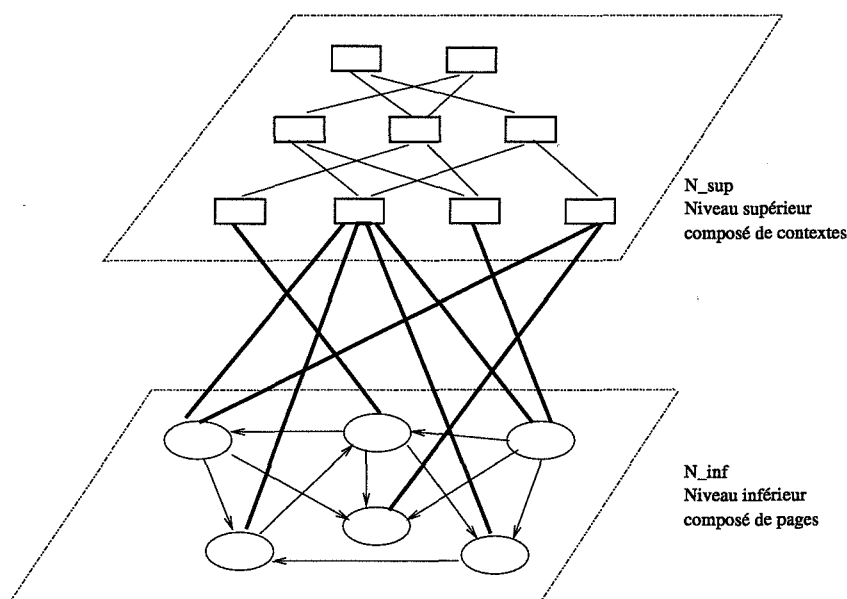 N_sup
Niveau supérieur
composé de contextes
N_inf
Niveau inférieur
composé de pages